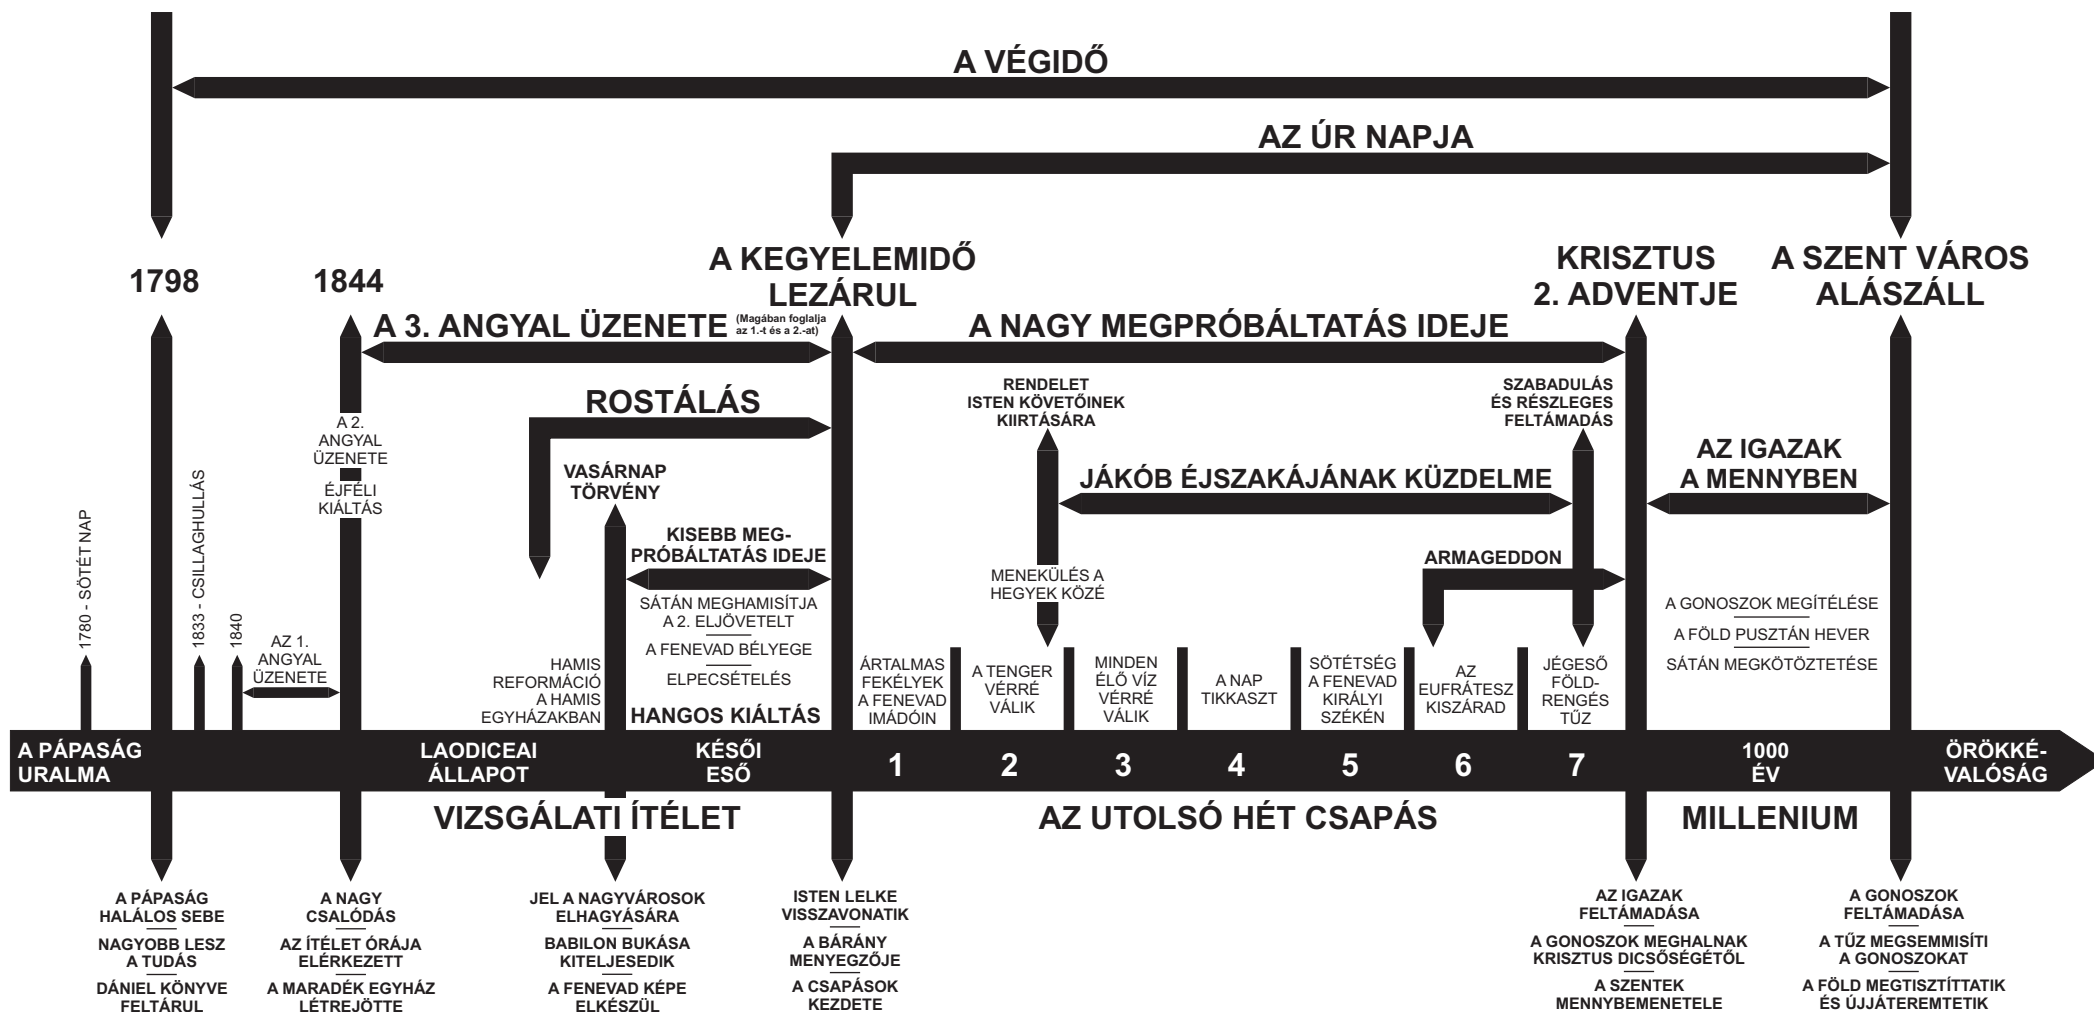 A VÉGIDŐ
AZ ÚR NAPJA
1798
1844
A KEGYELEMIDŐ
LEZÁRUL
KRISZTUS
2. ADVENTJE
A SZENT VÁROS
ALÁSZÁLL
A 3. ANGYAL ÜZENETE
(Magában foglalja
az 1.-t és a 2.-at)
A NAGY MEGPRÓBÁLTATÁS IDEJE
ROSTÁLÁS
RENDELET
ISTEN KÖVETŐINEK
KIIRTÁSÁRA
SZABADULÁS
ÉS RÉSZLEGES
FELTÁMADÁS
A 2.
ANGYAL
ÜZENETE
ÉJFÉLI
KIÁLTÁS
VASÁRNAP
TÖRVÉNY
JÁKÓB ÉJSZAKÁJÁNAK KÜZDELME
AZ IGAZAK
A MENNYBEN
1780 - SÖTÉT NAP
1833 - CSILLAGHULLÁS
1840
AZ 1.
ANGYAL
ÜZENETE
KISEBB MEG-
PRÓBÁLTATÁS IDEJE
SÁTÁN MEGHAMISÍTJA
A 2. ELJÖVETELT
A FENEVAD BÉLYEGE
ELPECSÉTELÉS
MENEKÜLÉS A
HEGYEK KÖZÉ
ARMAGEDDON
A GONOSZOK MEGÍTÉLÉSE
A FÖLD PUSZTÁN HEVER
SÁTÁN MEGKÖTÖZTETÉSE
HAMIS
REFORMÁCIÓ
A HAMIS
EGYHÁZAKBAN
HANGOS KIÁLTÁS
ÁRTALMAS
FEKÉLYEK
A FENEVAD
IMÁDÓIN
A TENGER
VÉRRÉ
VÁLIK
MINDEN
ÉLŐ VÍZ
VÉRRÉ
VÁLIK
A NAP
TIKKASZT
SÖTÉTSÉG
A FENEVAD
KIRÁLYI
SZÉKÉN
AZ
EUFRÁTESZ
KISZÁRAD
JÉGESŐ
FÖLD-
RENGÉS
TŰZ
A PÁPASÁG
URALMA
LAODICEAI
ÁLLAPOT
KÉSŐI
ESŐ
1
2
3
4
5
6
7
1000
ÉV
ÖRÖKKÉ-
VALÓSÁG
VIZSGÁLATI ÍTÉLET
AZ UTOLSÓ HÉT CSAPÁS
MILLENIUM
A PÁPASÁG
HALÁLOS SEBE
NAGYOBB LESZ
A TUDÁS
DÁNIEL KÖNYVE
FELTÁRUL
A NAGY
CSALÓDÁS
AZ ÍTÉLET ÓRÁJA
ELÉRKEZETT
A MARADÉK EGYHÁZ
LÉTREJÖTTE
JEL A NAGYVÁROSOK
ELHAGYÁSÁRA
BABILON BUKÁSA
KITELJESEDIK
A FENEVAD KÉPE
ELKÉSZÜL
ISTEN LELKE
VISSZAVONATIK
A BÁRÁNY
MENYEGZŐJE
A CSAPÁSOK
KEZDETE
AZ IGAZAK
FELTÁMADÁSA
A GONOSZOK MEGHALNAK
KRISZTUS DICSŐSÉGÉTŐL
A SZENTEK
MENNYBEMENETELE
A GONOSZOK
FELTÁMADÁSA
A TŰZ MEGSEMMISÍTI
A GONOSZOKAT
A FÖLD MEGTISZTÍTTATIK
ÉS ÚJJÁTEREMTETIK